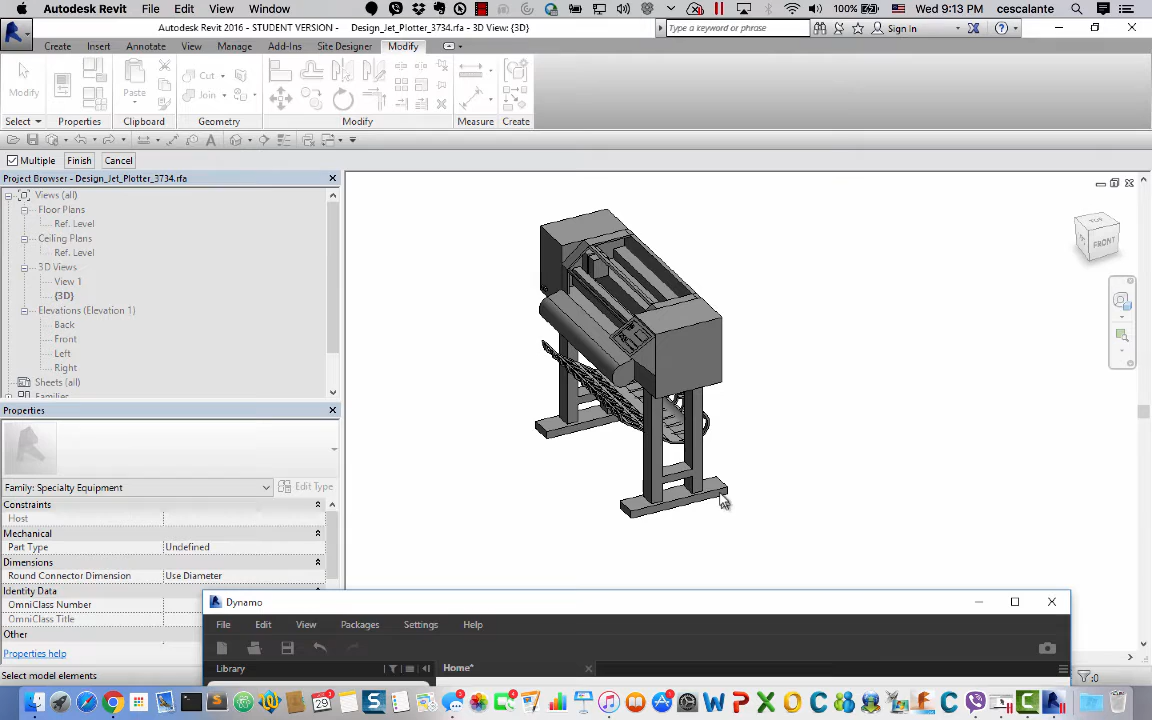 Autodesk Revit File Edit View Window 100% Wed 9:13 PM cescalante
Autodesk Revit 2016 - STUDENT VERSION - Design_Jet_Plotter_3734.rfa - 3D View: {3D} Type a keyword or phrase Sign In
Create Insert Annotate View Manage Add-Ins Site Designer Modify
Modify Paste Cut Join
Select Properties Clipboard Geometry Modify Measure Create
Multiple Finish Cancel
Project Browser - Design_Jet_Plotter_3734.rfa
Views (all)
Floor Plans
Ref. Level
Ceiling Plans
Ref. Level
3D Views
View 1
{3D}
Elevations (Elevation 1)
Back
Front
Left
Right
Sheets (all)
Families
TOP
FRONT
Properties
Family: Specialty Equipment Edit Type
Constraints
Host
Mechanical
Part Type Undefined
Dimensions
Round Connector Dimension Use Diameter
Identity Data
OmniClass Number
OmniClass Title
Other
Properties help
Select model elements
:0
Dynamo
File Edit View Packages Settings Help
Library Home*